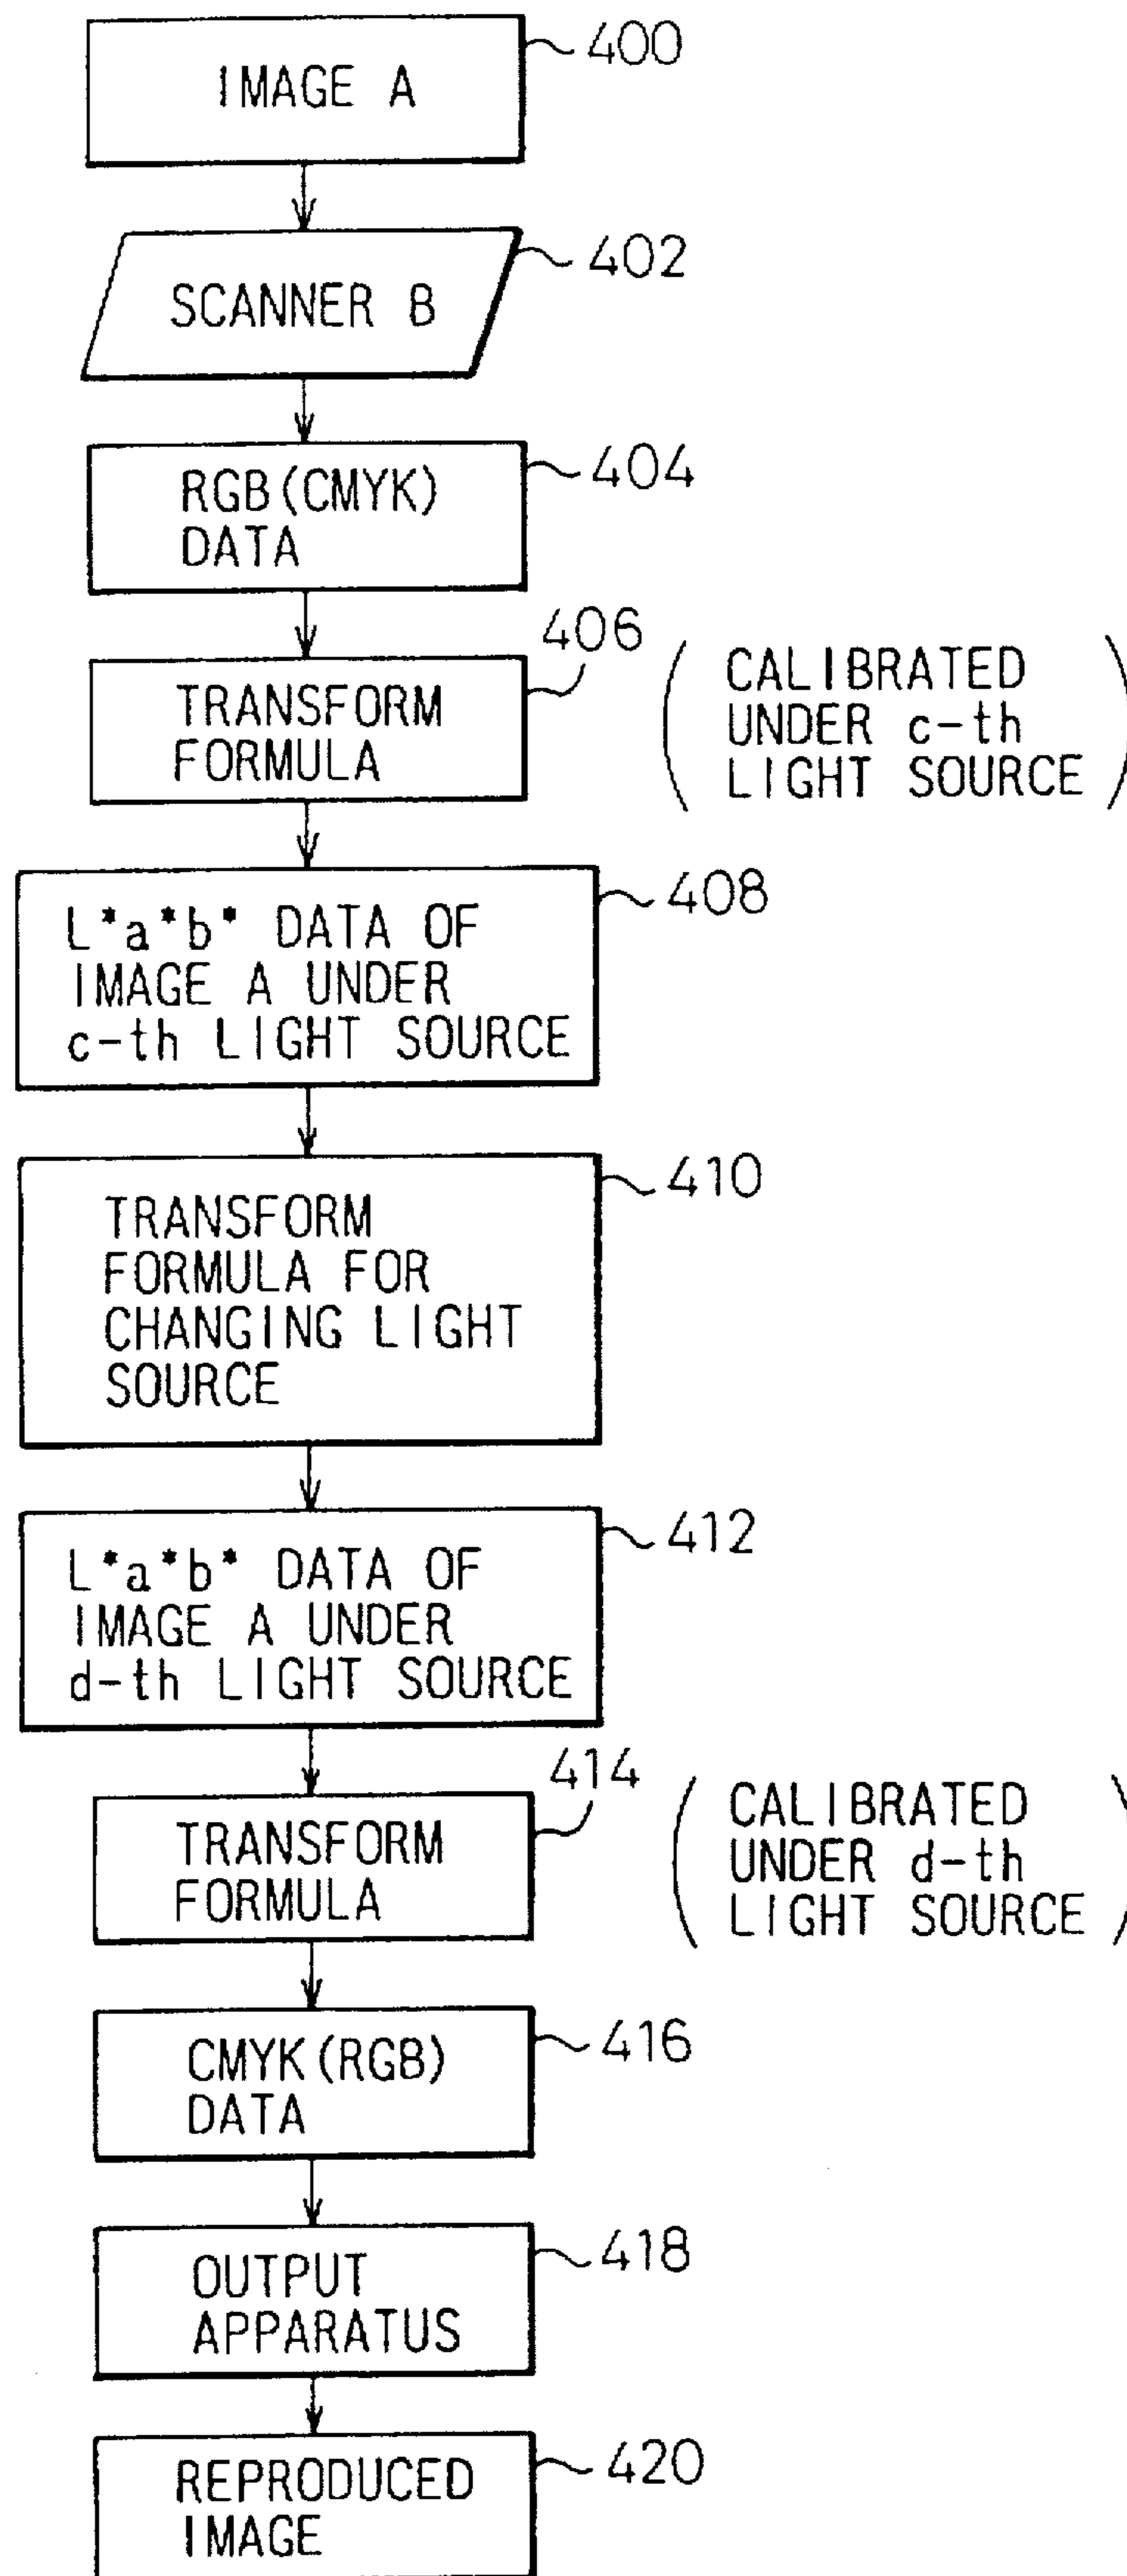 400
IMAGE A
402
SCANNER B
404
RGB(CMYK)
DATA
406
TRANSFORM
FORMULA
( CALIBRATED
UNDER c-th
LIGHT SOURCE )
408
L*a*b* DATA OF
IMAGE A UNDER
c-th LIGHT SOURCE
410
TRANSFORM
FORMULA FOR
CHANGING LIGHT
SOURCE
412
L*a*b* DATA OF
IMAGE A UNDER
d-th LIGHT SOURCE
414
TRANSFORM
FORMULA
( CALIBRATED
UNDER d-th
LIGHT SOURCE )
416
CMYK(RGB)
DATA
418
OUTPUT
APPARATUS
420
REPRODUCED
IMAGE